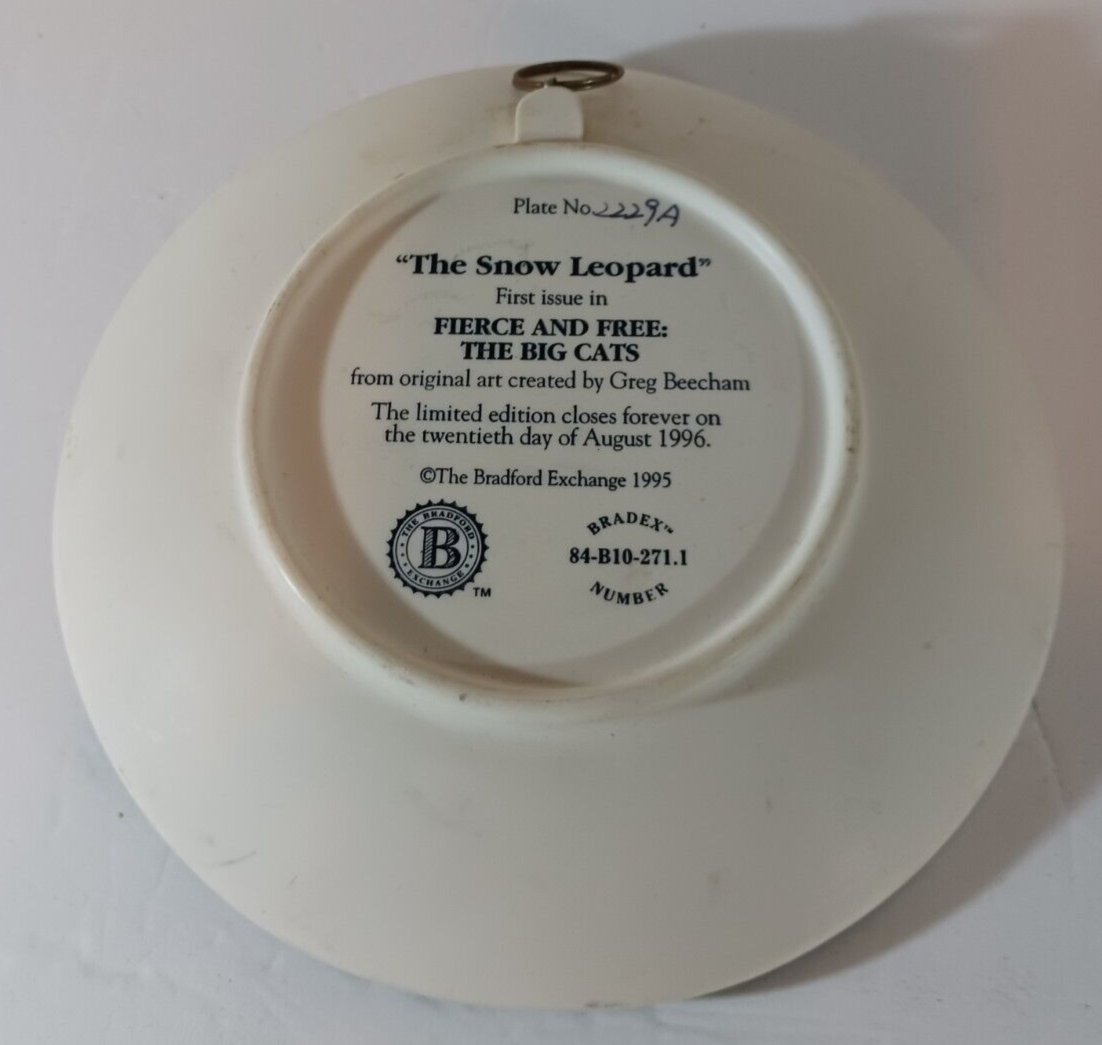 Plate No. 2229A
“The Snow Leopard”
First issue in
FIERCE AND FREE:
THE BIG CATS
from original art created by Greg Beecham
The limited edition closes forever on
the twentieth day of August 1996.
©The Bradford Exchange 1995
THE BRADFORD
B
EXCHANGE
TM
BRADEX™
84-B10-271.1
NUMBER